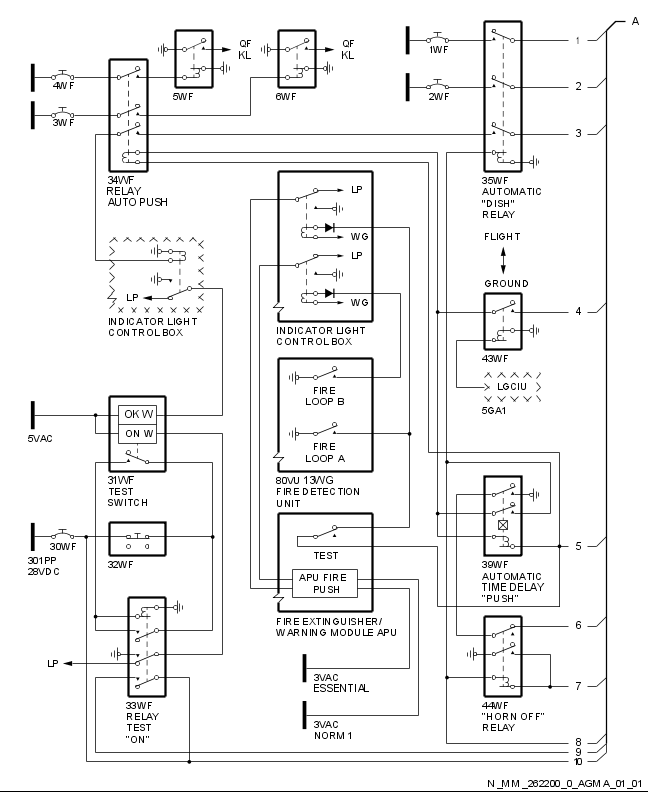 A
QF
KL
QF
KL
1WF
1
4WF
5WF
6WF
2WF
2
3WF
3
34WF
RELAY
AUTO PUSH
35WF
AUTOMATIC
"DISH"
RELAY
LP
WG
LP
WG
FLIGHT
GROUND
LP
INDICATOR LIGHT
CONTROL BOX
INDICATOR LIGHT
CONTROL BOX
4
43WF
LGCIU
5GA1
FIRE
LOOP B
FIRE
LOOP A
OK W
ON W
5VAC
31WF
TEST
SWITCH
80VU 13WG
FIRE DETECTION
UNIT
30WF
301PP
28VDC
32WF
TEST
APU FIRE
PUSH
5
39WF
AUTOMATIC
TIME DELAY
"PUSH"
FIRE EXTINGUISHER/
WARNING MODULE APU
6
LP
3VAC
ESSENTIAL
7
33WF
RELAY
TEST
"ON"
3VAC
NORM 1
44WF
"HORN OFF"
RELAY
8
9
10
N_MM_262200_0_AGMA_01_01